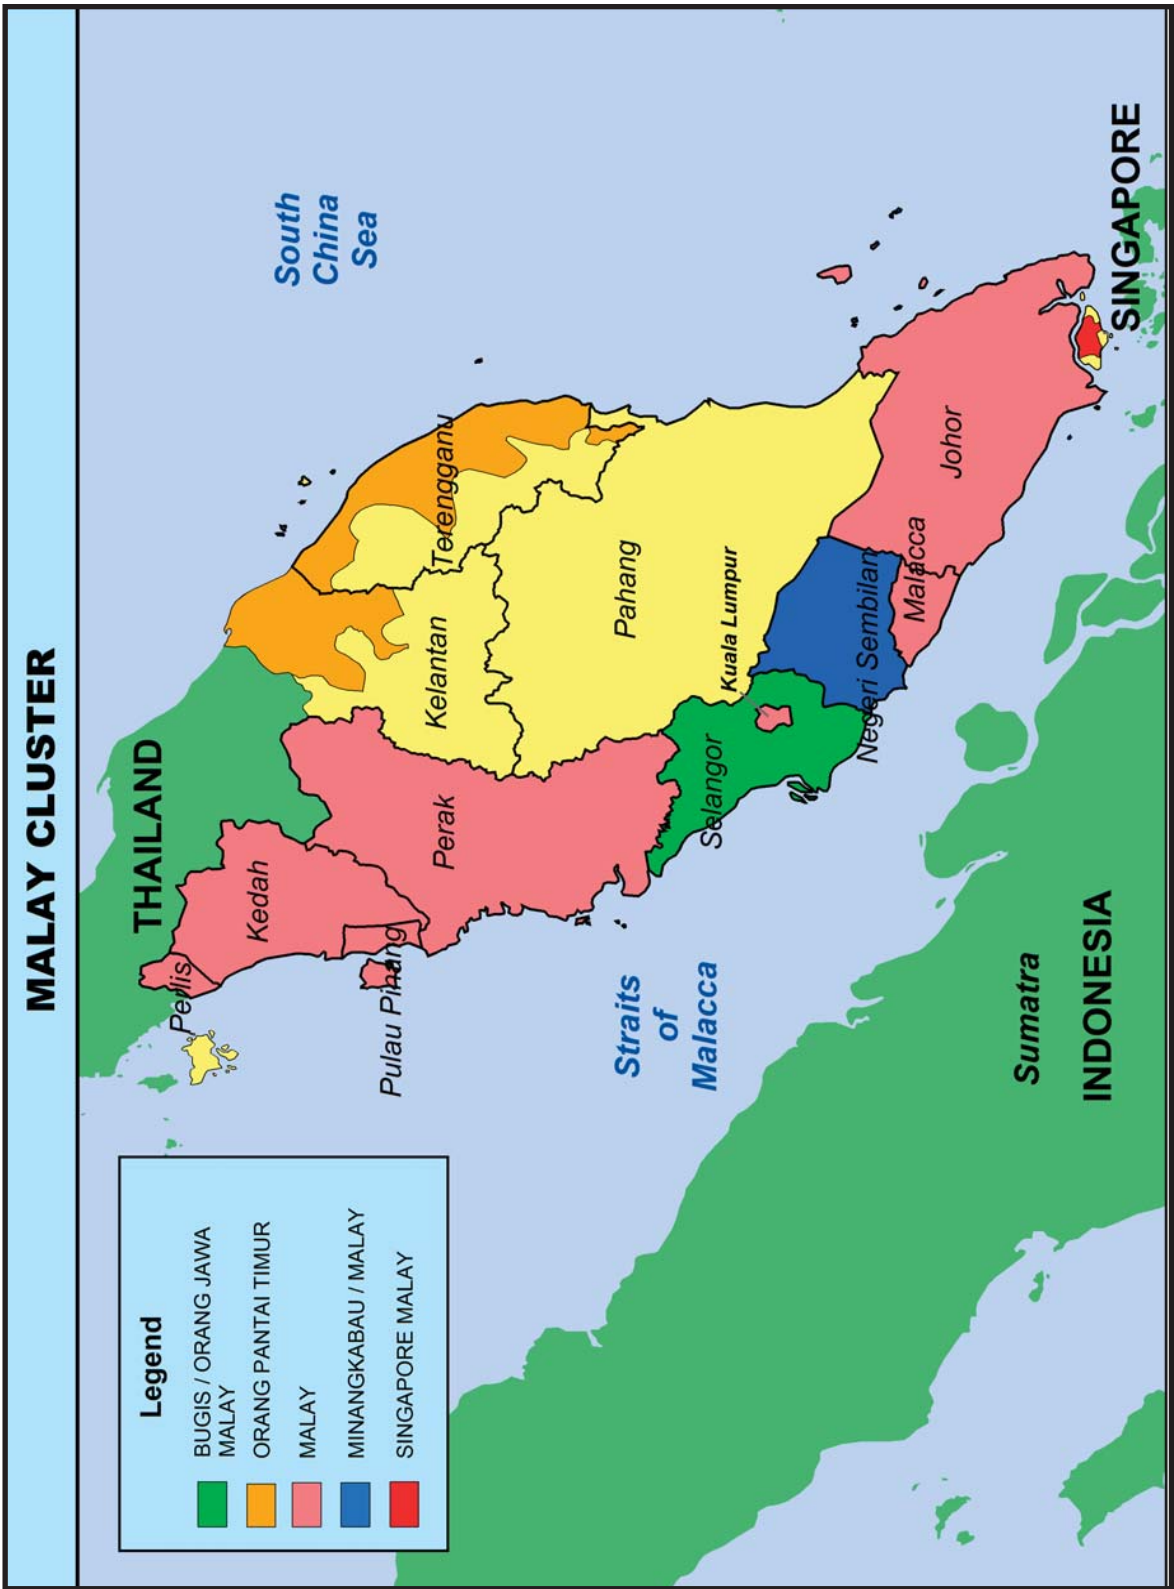 MALAY CLUSTER
THAILAND
Perlis
Kedah
Pulau Pinang
Perak
Kelantan
Terengganu
Pahang
Kuala Lumpur
Selangor
Negeri Sembilan
Malacca
Johor
SINGAPORE
South
China
Sea
Straits
of
Malacca
Sumatra
INDONESIA
Legend
BUGIS / ORANG JAWA
MALAY
ORANG PANTAI TIMUR
MALAY
MINANGKABAU / MALAY
SINGAPORE MALAY